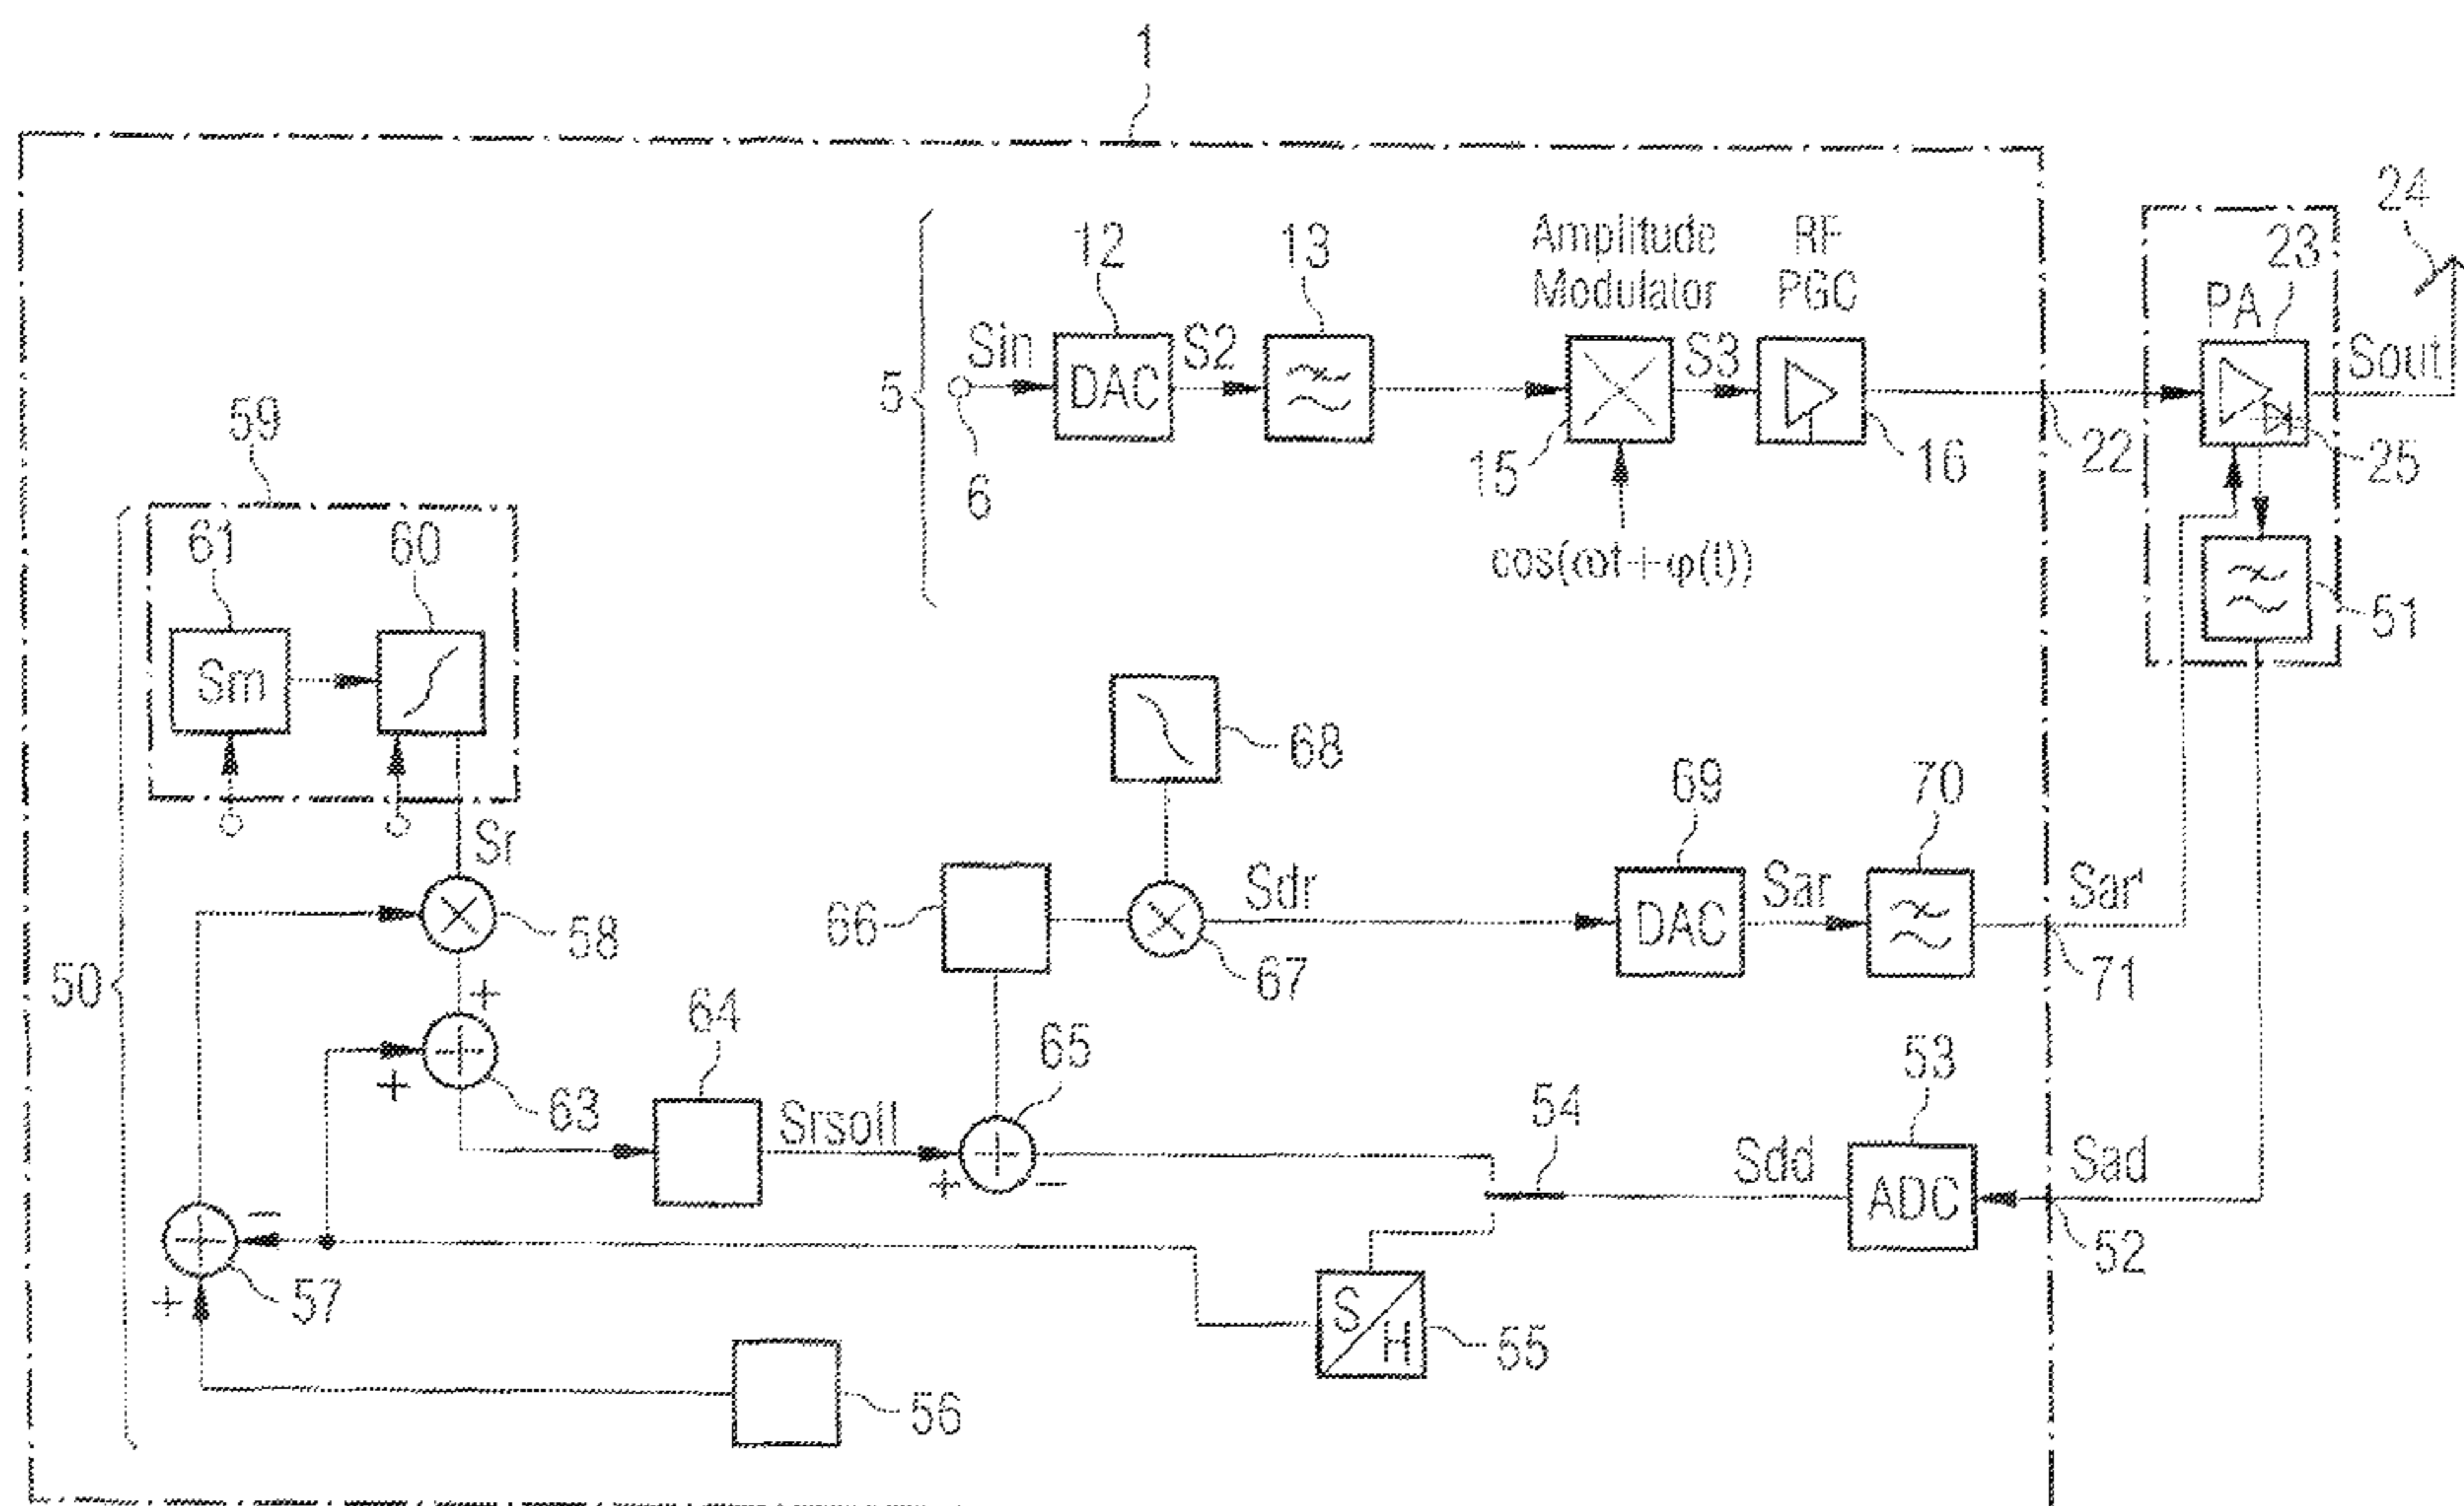 1
24
12
13
Amplitude
Modulator
RF
PGC
23
PA
5
Sin
DAC
S2
S3
Sout
6
15
16
22
25
cos(ωt+φ(t))
51
59
61
60
Sm
68
Sr
69
70
66
Sdr
DAC
Sar
Sar'
58
67
71
50
+
64
65
53
+
63
Srsoll
54
Sdd
ADC
Sad
+
−
−
52
57
+
S
H
55
56